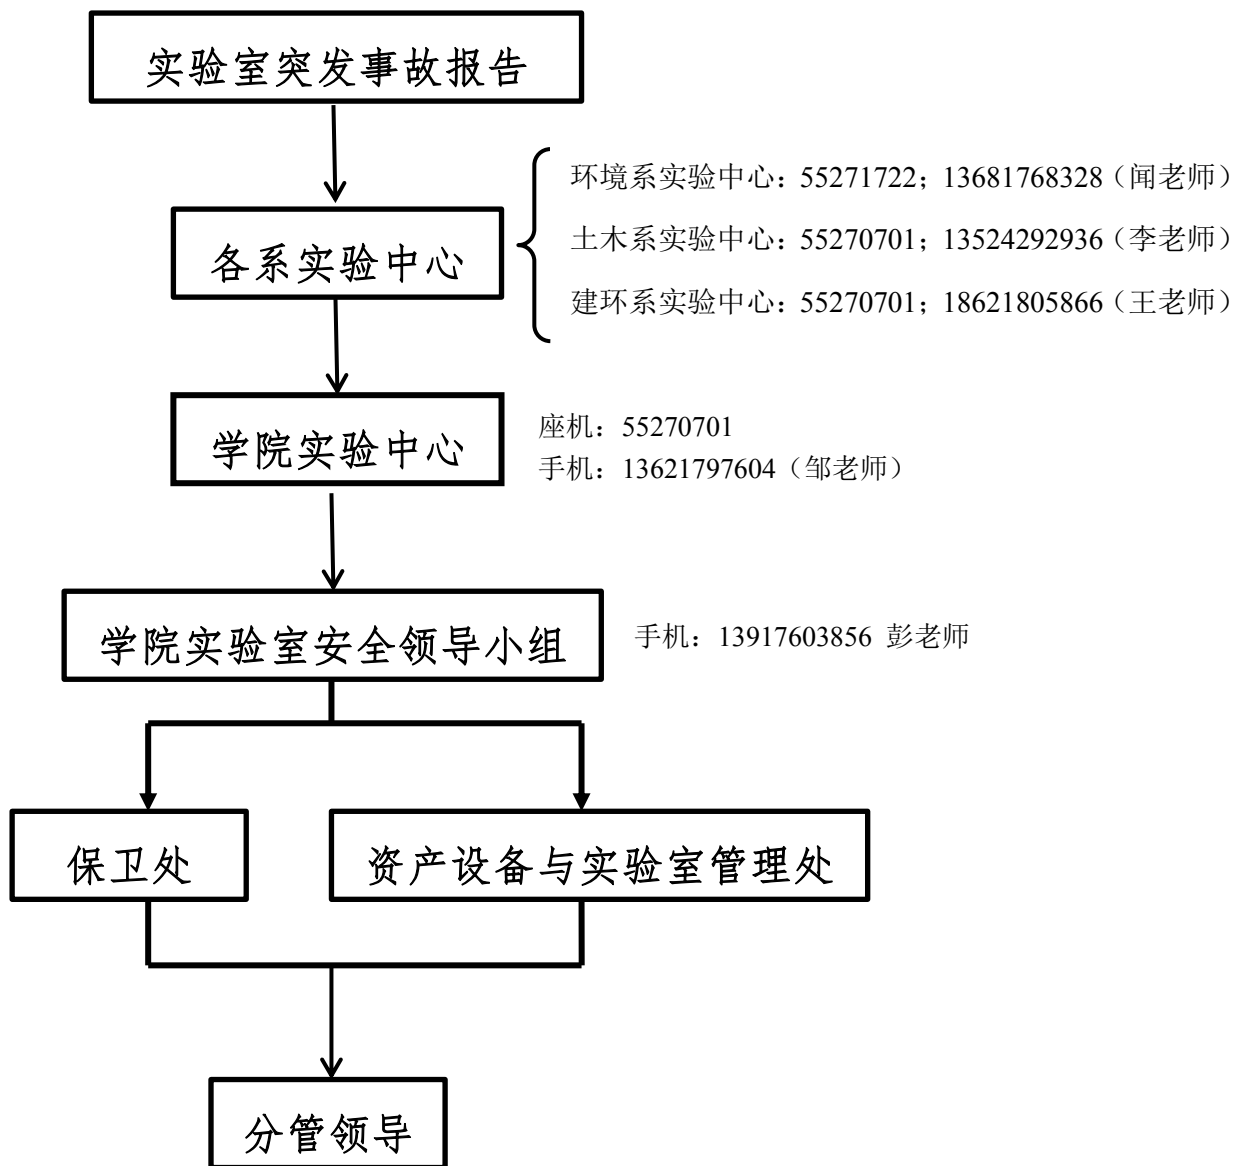 实验室突发事故报告
环境系实验中心：55271722；13681768328（闻老师）
各系实验中心
土木系实验中心：55270701；13524292936（李老师）
建环系实验中心：55270701；18621805866（王老师）
学院实验中心
座机：55270701
手机：13621797604（邹老师）
学院实验室安全领导小组
手机：13917603856 彭老师
保卫处
资产设备与实验室管理处
分管领导